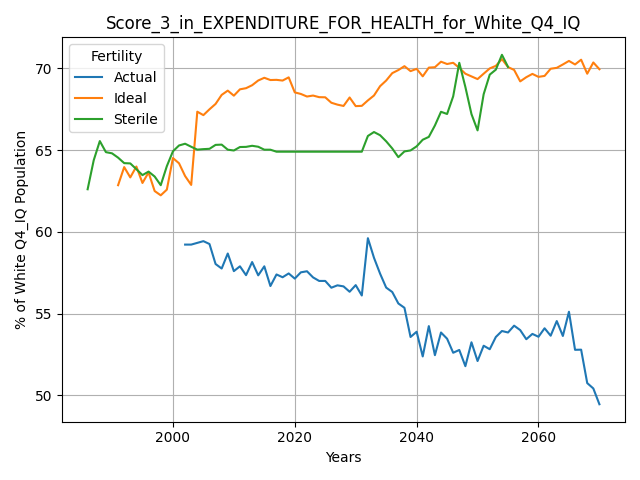 Score_3_in_EXPENDITURE_FOR_HEALTH_for_White_Q4_IQ
Fertility
Actual
Ideal
Sterile
% of White Q4_IQ Population
70
65
60
55
50
2000 2020 2040 2060
Years